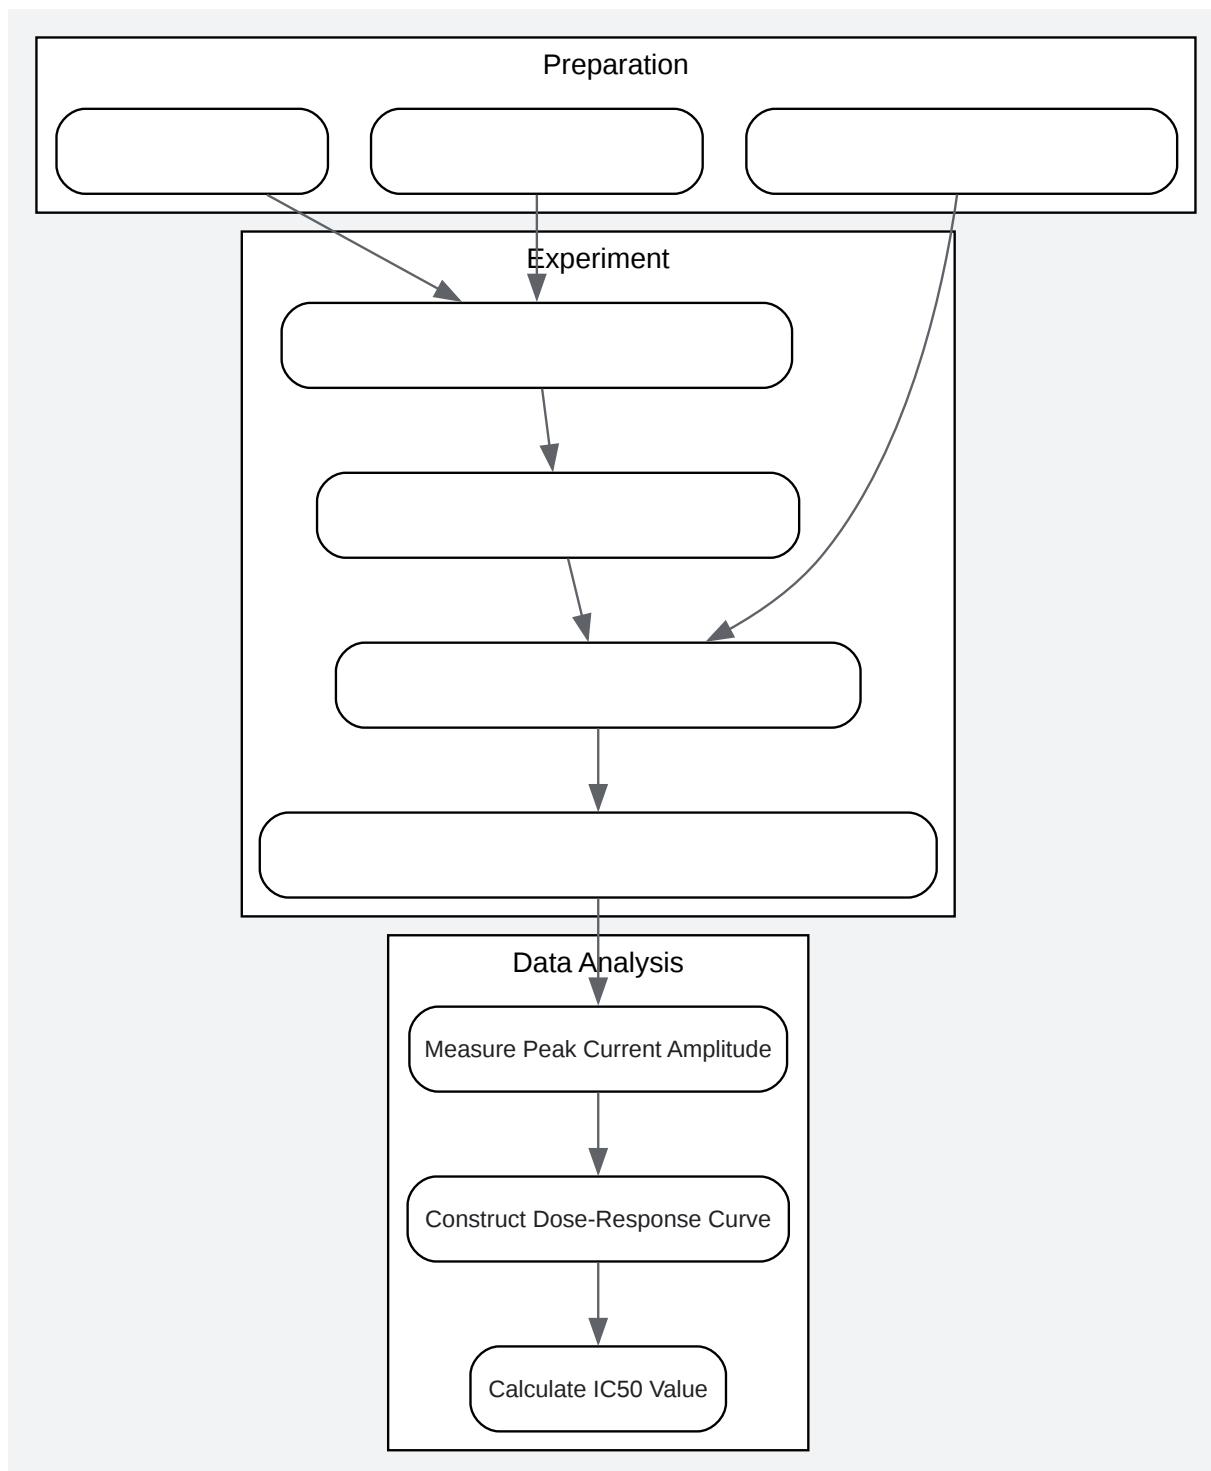 Preparation
Experiment
Data Analysis
Measure Peak Current Amplitude
Construct Dose-Response Curve
Calculate IC50 Value